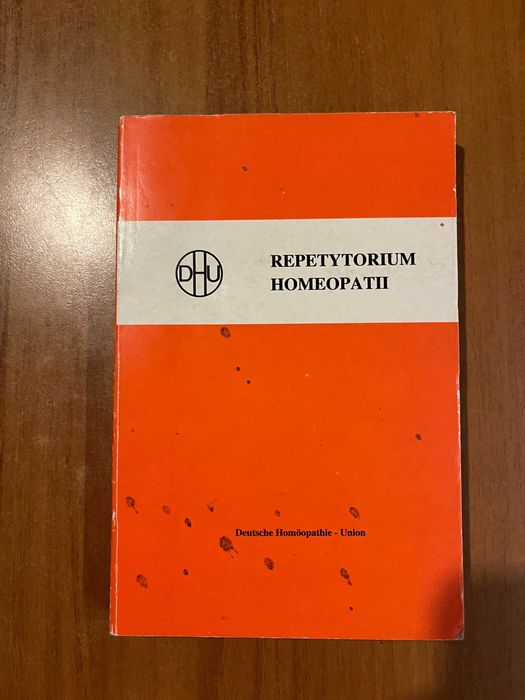 DHU
REPETYTORIUM
HOMEOPATII
Deutsche Homöopathie - Union